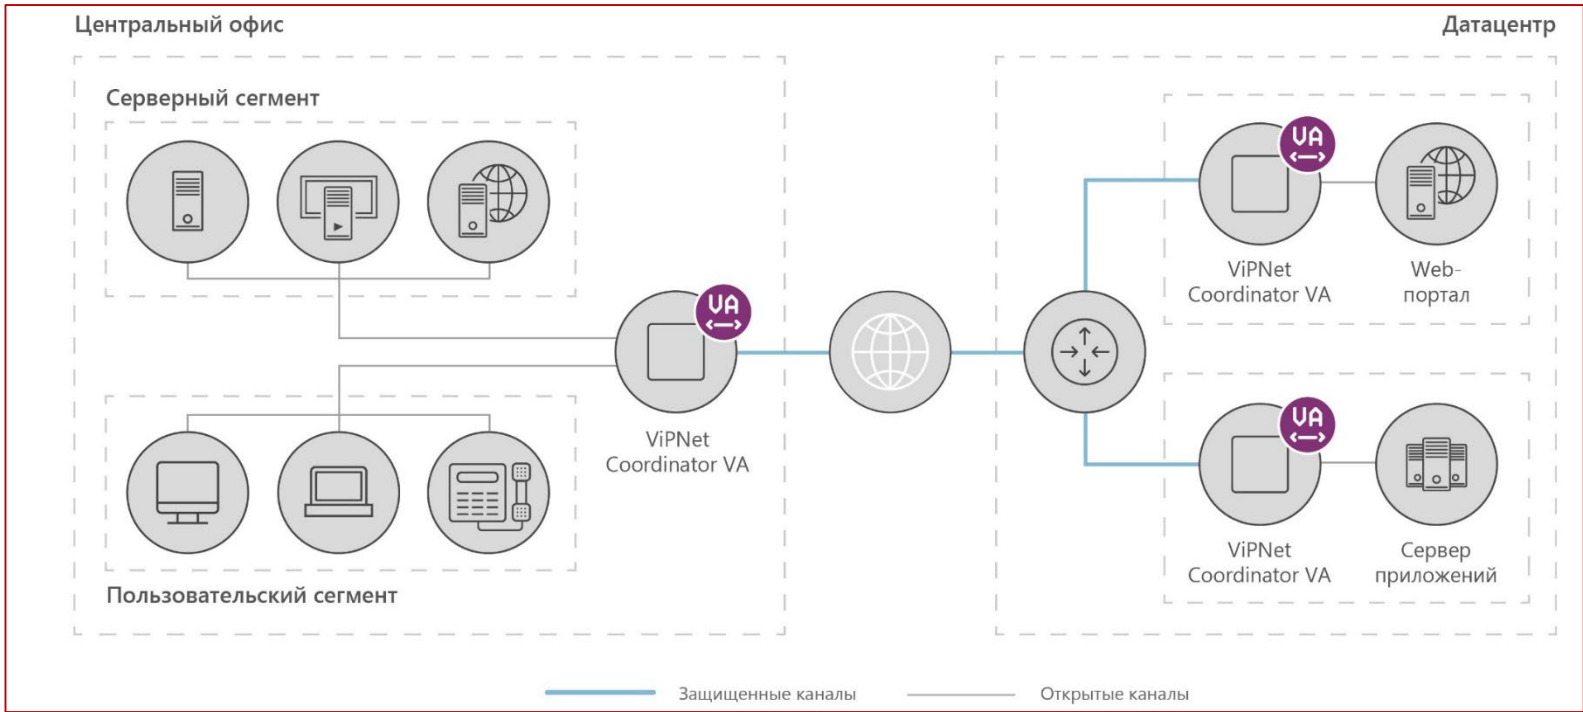 Центральный офис
Датацентр
Серверный сегмент
VA
ViPNet
Coordinator VA
Пользовательский сегмент
VA
ViPNet
Coordinator VA
Web-
портал
VA
ViPNet
Coordinator VA
Сервер
приложений
Защищенные каналы
Открытые каналы